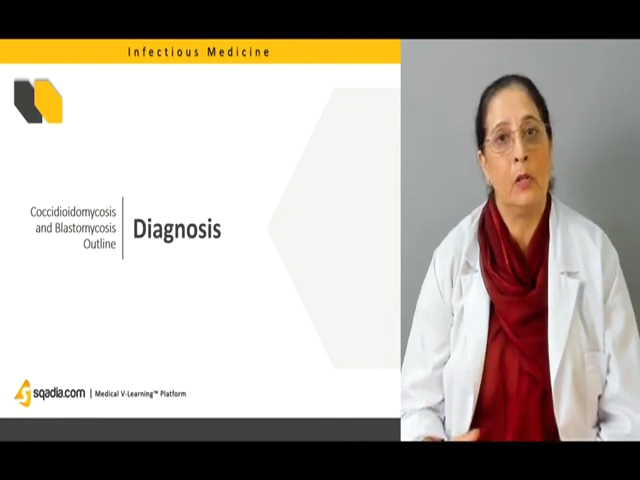 Infectious Medicine
Coccidioidomycosis
and Blastomycosis
Outline
Diagnosis
sqadia.com | Medical V-Learning™ Platform